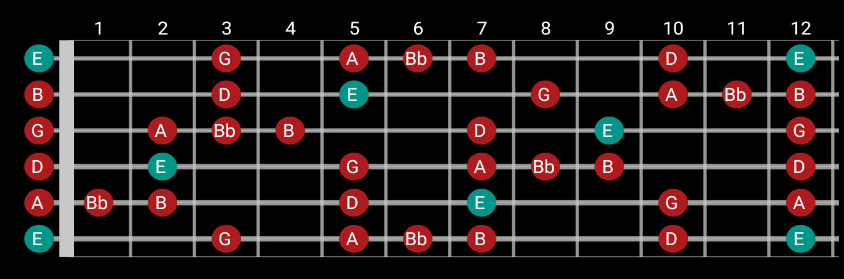 1 2 3 4 5 6 7 8 9 10 11 12
E G A Bb B D E
B D E G A Bb B
G A Bb B D E G
D E G A Bb B D
A Bb B D E G A
E G A Bb B D E